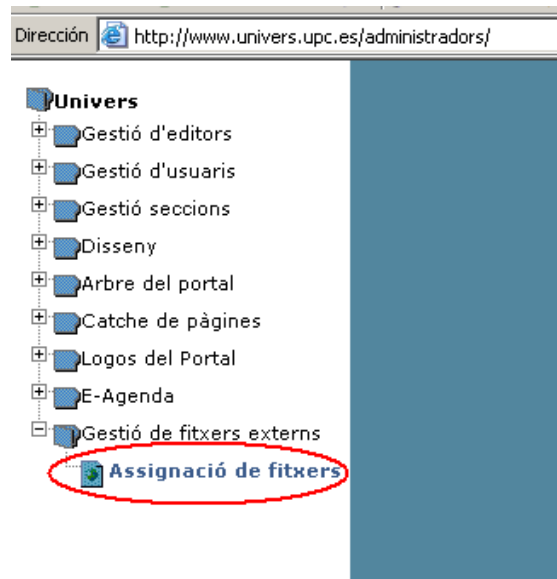 Dirección http://www.univers.upc.es/administradors/
Univers
Gestió d'editors
Gestió d'usuaris
Gestió seccions
Disseny
Arbre del portal
Catche de pàgines
Logos del Portal
E-Agenda
Gestió de fitxers externs
Assignació de fitxers